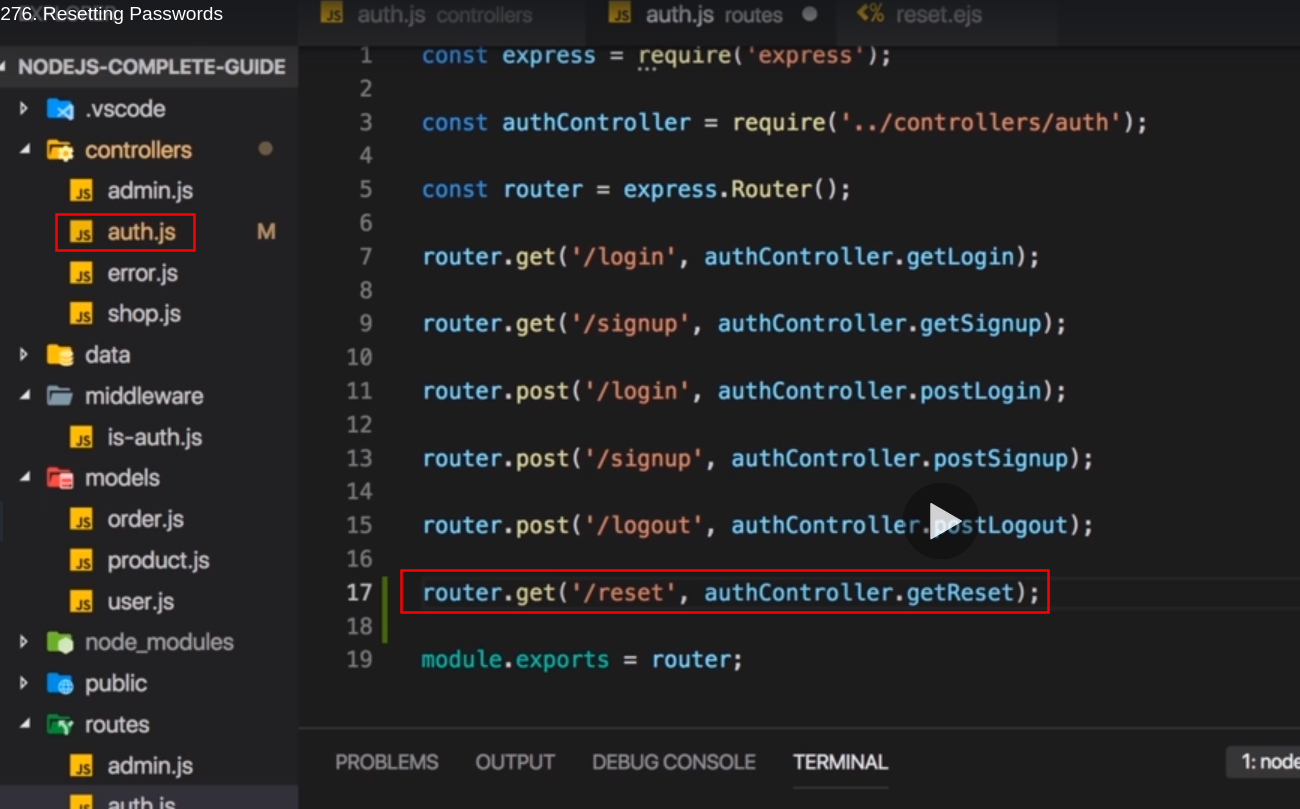 276. Resetting Passwords
auth.js controllers
auth.js routes
reset.ejs
NODEJS-COMPLETE-GUIDE
.vscode
controllers
JS admin.js
JS auth.js M
JS error.js
JS shop.js
data
middleware
JS is-auth.js
models
JS order.js
JS product.js
JS user.js
node_modules
public
routes
JS admin.js
JS auth.js
1 const express = require('express');
2
3 const authController = require('../controllers/auth');
4
5 const router = express.Router();
6
7 router.get('/login', authController.getLogin);
8
9 router.get('/signup', authController.getSignup);
10
11 router.post('/login', authController.postLogin);
12
13 router.post('/signup', authController.postSignup);
14
15 router.post('/logout', authController.postLogout);
16
17 router.get('/reset', authController.getReset);
18
19 module.exports = router;
PROBLEMS OUTPUT DEBUG CONSOLE TERMINAL 1: node